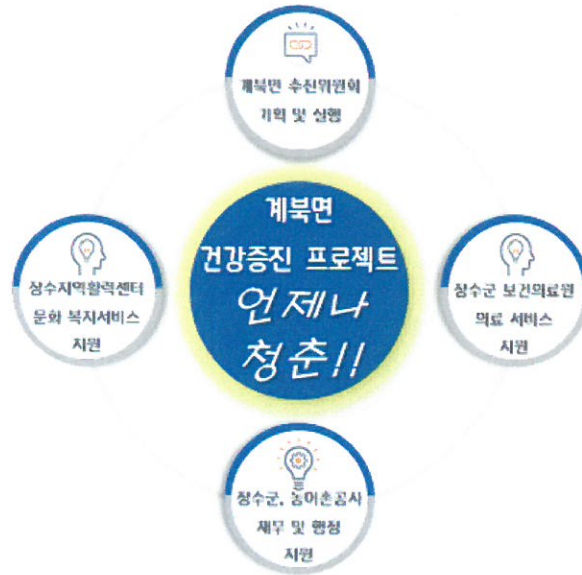 계북면 추진위원회
기획 및 실행
계북면
건강증진 프로젝트
언제나
청춘!!
장수지역활력센터
문화 복지서비스
지원
장수군 보건의료원
의료 서비스
지원
장수군, 농어촌공사
재무 및 행정
지원